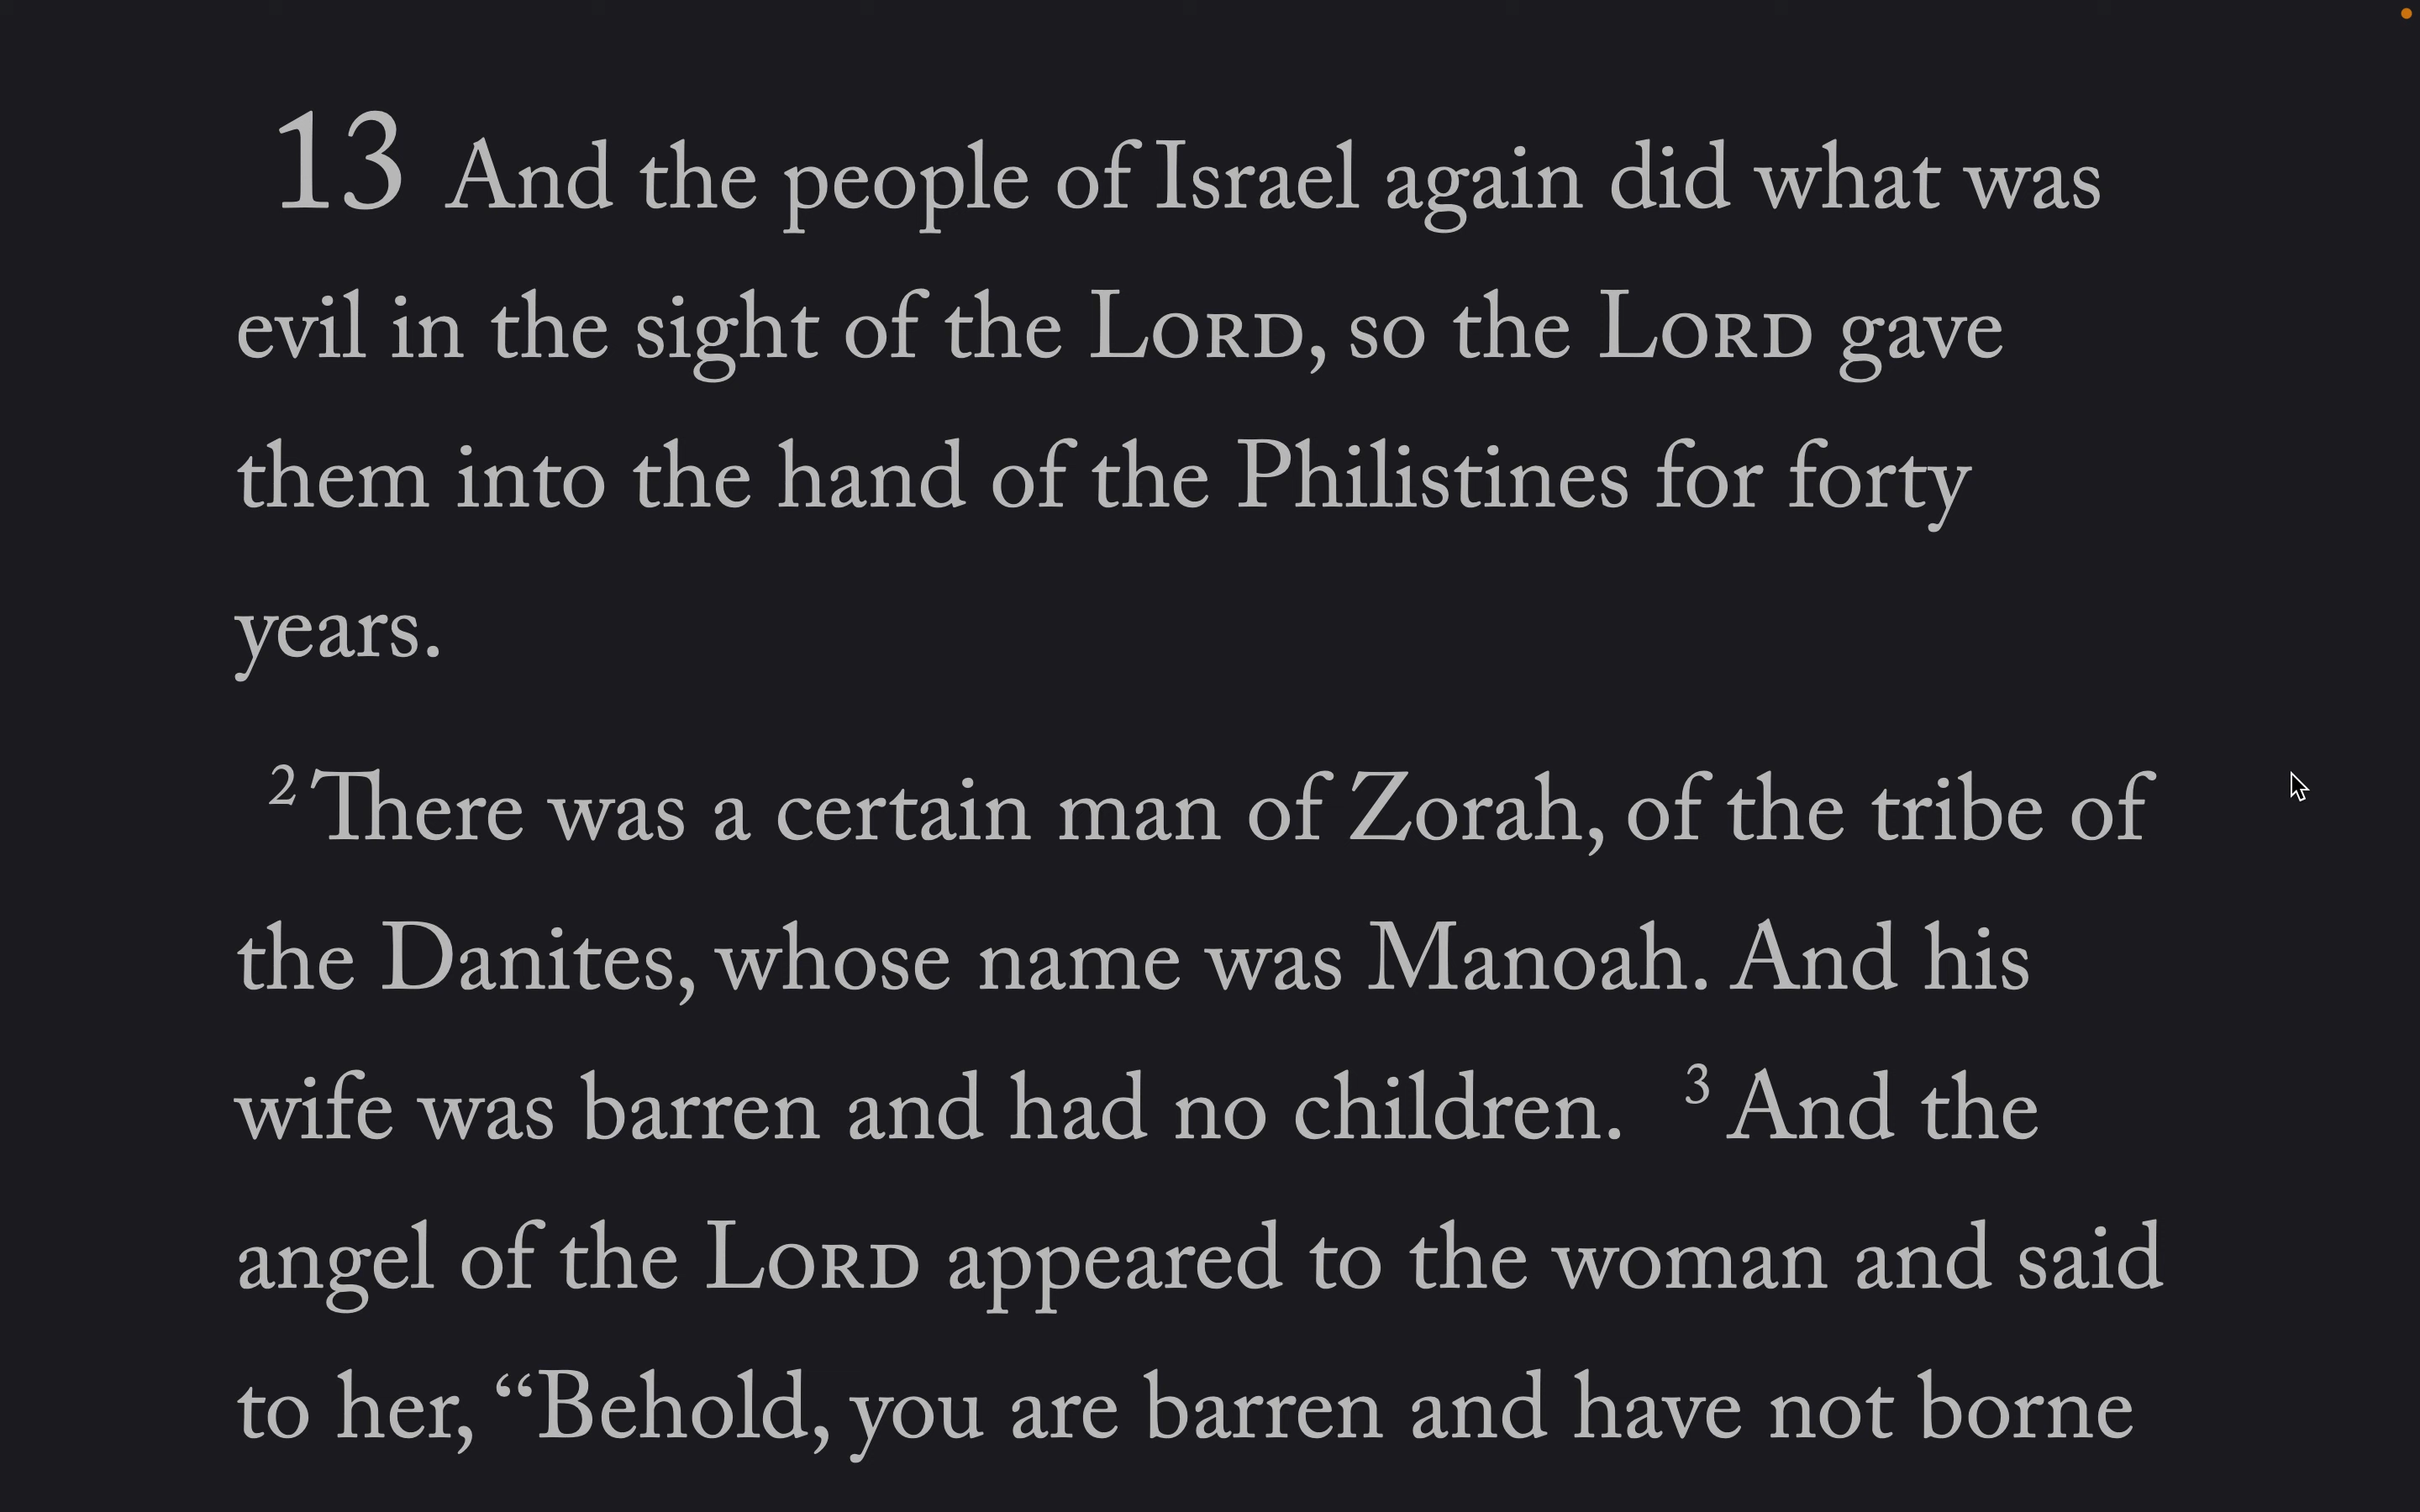 13 And the people of Israel again did what was
evil in the sight of the LORD, so the LORD gave
them into the hand of the Philistines for forty
years.
2 There was a certain man of Zorah, of the tribe of
the Danites, whose name was Manoah. And his
wife was barren and had no children. 3 And the
angel of the LORD appeared to the woman and said
to her, “Behold, you are barren and have not borne